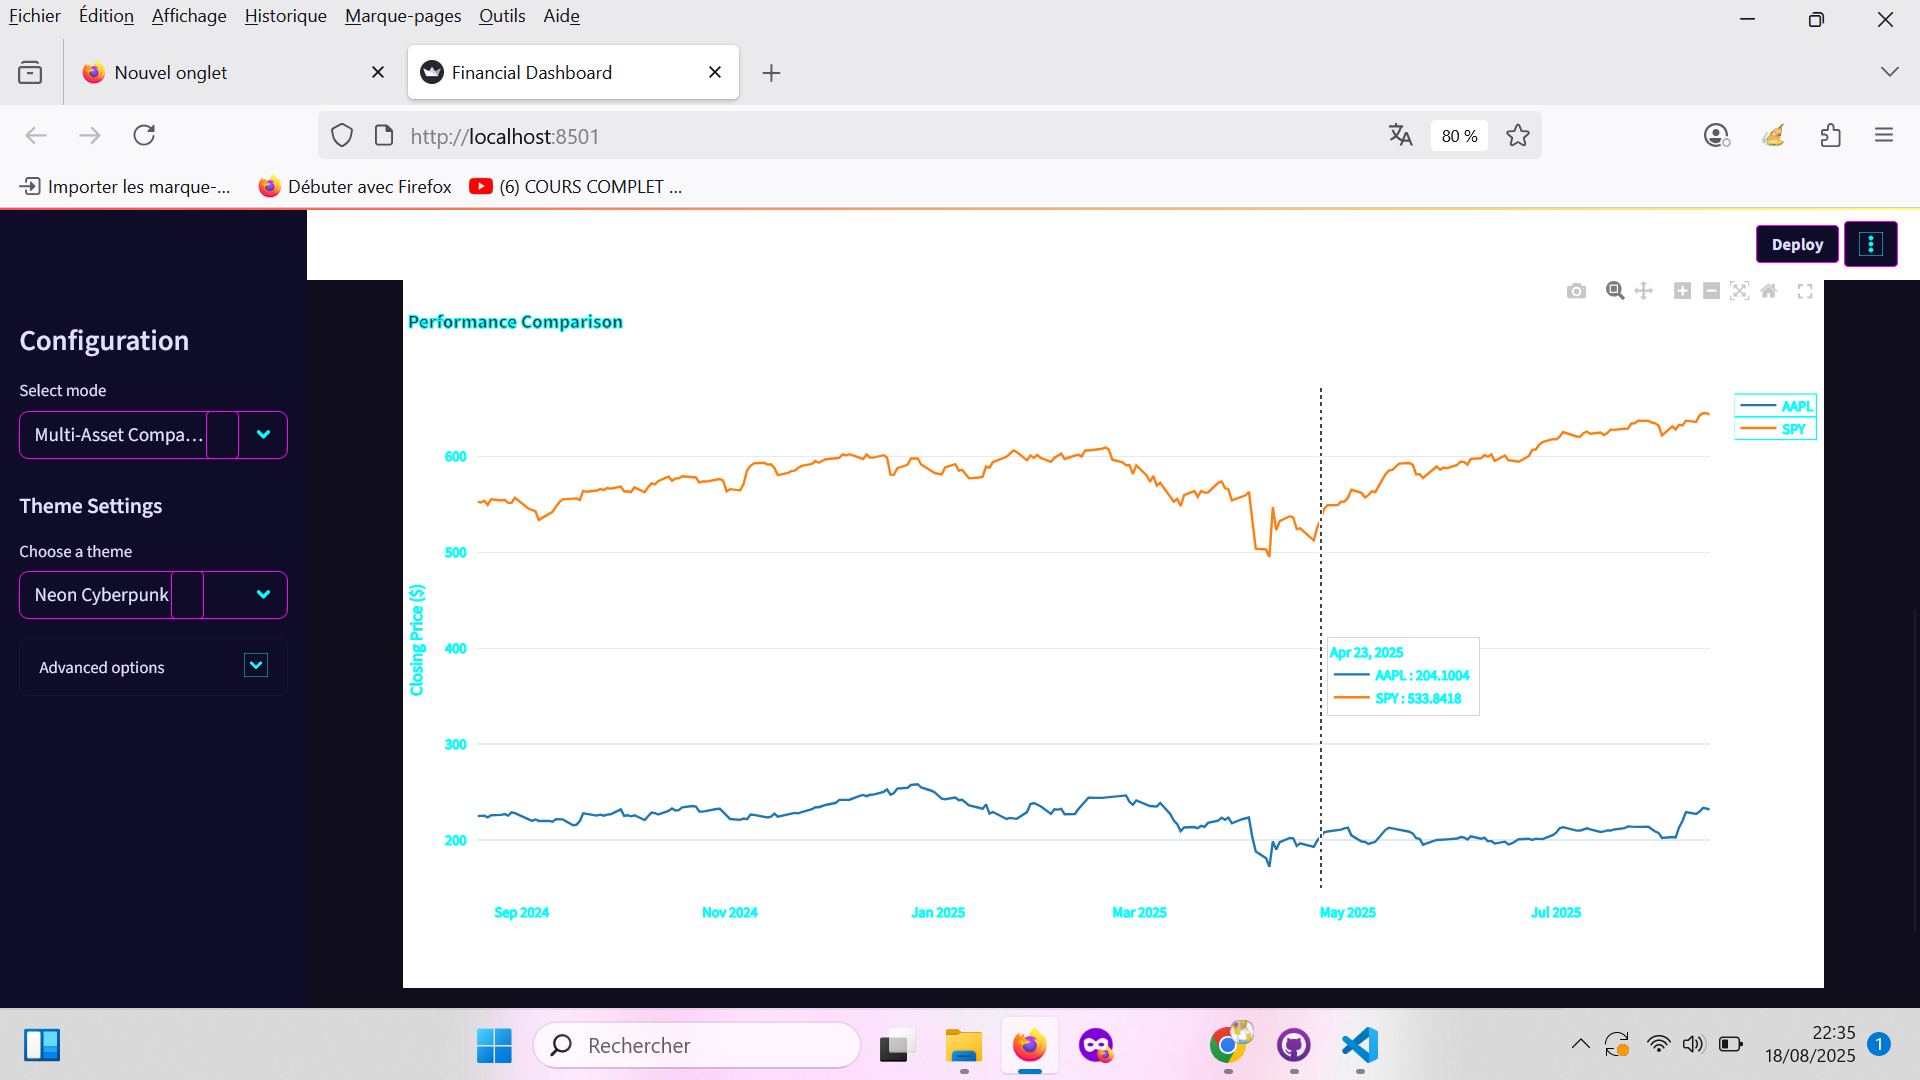 Fichier Édition Affichage Historique Marque-pages Outils Aide
Nouvel onglet
Financial Dashboard
http://localhost:8501
80 %
Importer les marque-...
Débuter avec Firefox
(6) COURS COMPLET ...
Deploy
Configuration
Select mode
Multi-Asset Compa...
Theme Settings
Choose a theme
Neon Cyberpunk
Advanced options
Performance Comparison
AAPL
SPY
Closing Price ($)
600
500
400
300
200
Apr 23, 2025
AAPL : 204.1004
SPY : 533.8418
Sep 2024
Nov 2024
Jan 2025
Mar 2025
May 2025
Jul 2025
Rechercher
22:35
18/08/2025
1